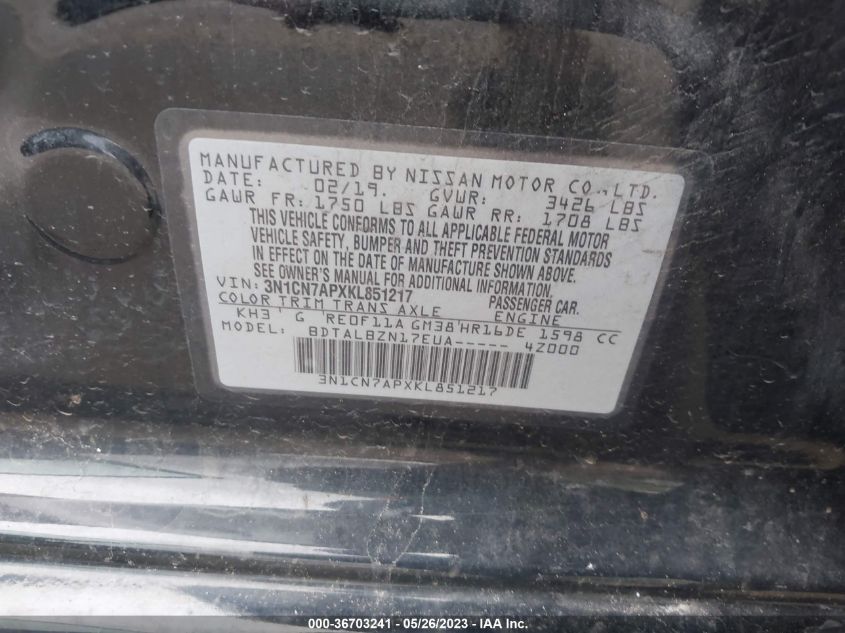 MANUFACTURED BY NISSAN MOTOR CO., LTD.
DATE: 02/19. GVWR: 3426 LBS
GAWR FR: 1750 LBS GAWR RR: 1708 LBS
THIS VEHICLE CONFORMS TO ALL APPLICABLE FEDERAL MOTOR
VEHICLE SAFETY, BUMPER AND THEFT PREVENTION STANDARDS
IN EFFECT ON THE DATE OF MANUFACTURE SHOWN ABOVE.
SEE OWNER'S MANUAL FOR ADDITIONAL INFORMATION.
VIN: 3N1CN7APXKL851217 PASSENGER CAR.
COLOR TRIM TRANS AXLE ENGINE
KH3 G RE0F11A GM38 HR16DE 1598 CC
MODEL: BDTALBZN17EUA----- 4Z000
3N1CN7APXKL851217
000-36703241 - 05/26/2023 - IAA Inc.